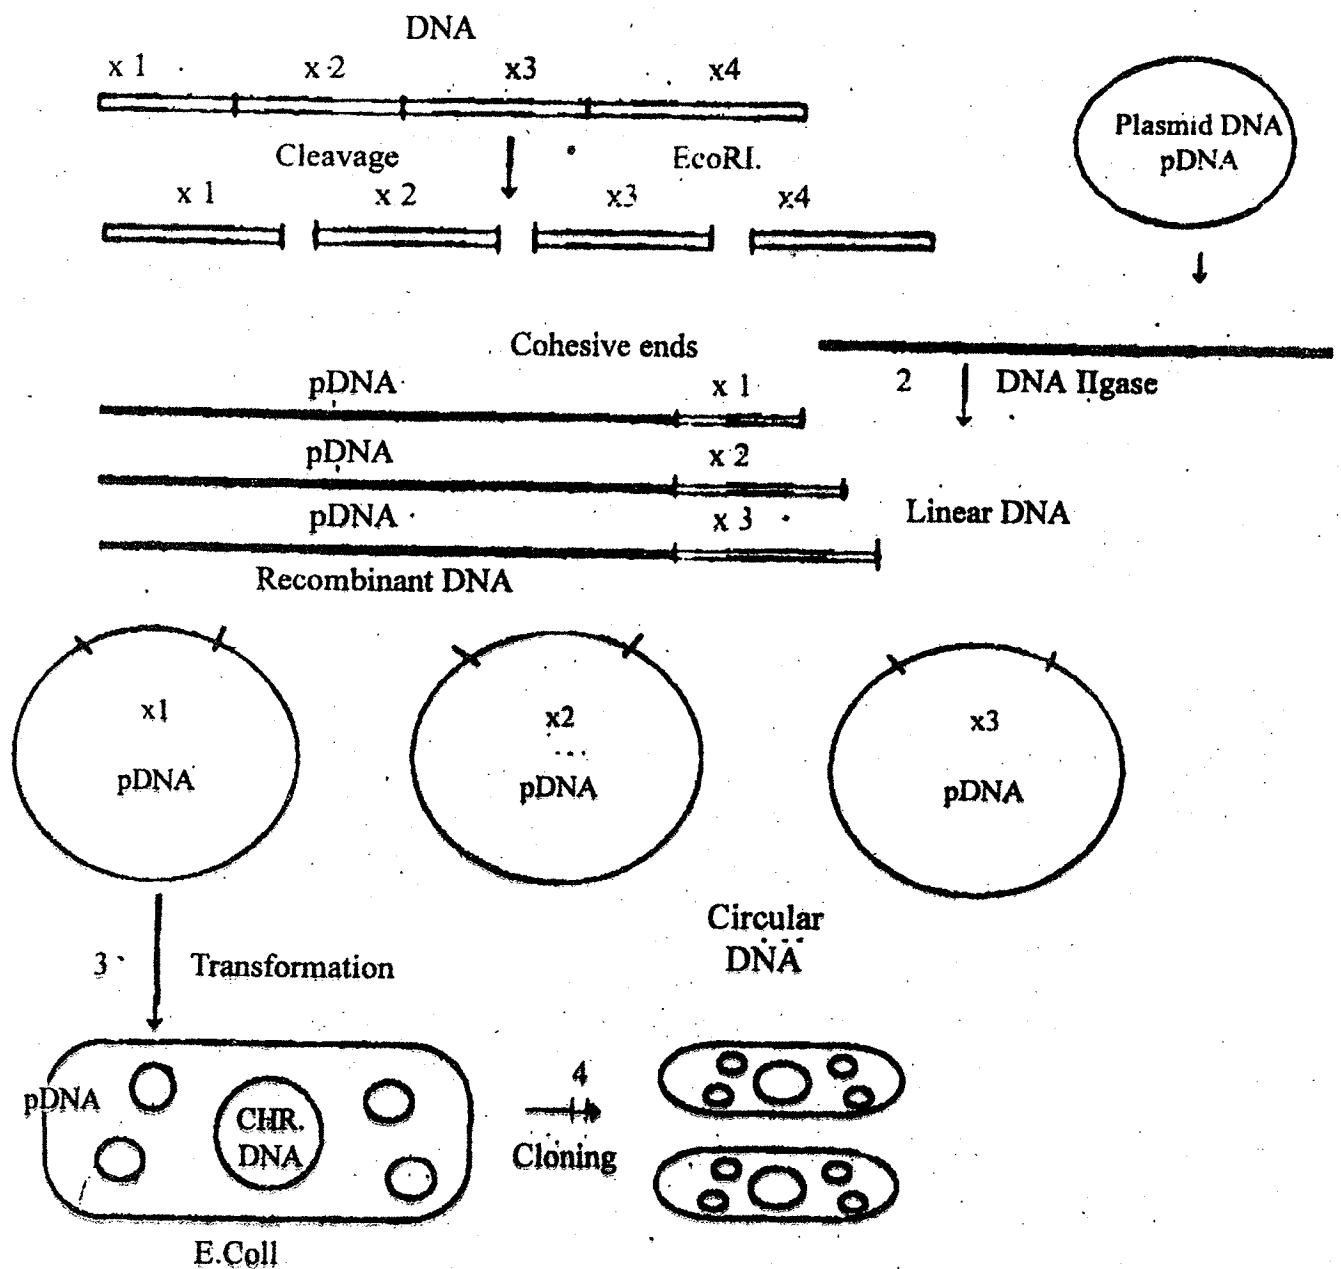 DNA
x 1 x 2 x3 x4
Plasmid DNA
pDNA
Cleavage EcoRI.
x 1 x 2 x3 x4
Cohesive ends
2 DNA IIgase
pDNA x 1
pDNA x 2
pDNA x 3
Linear DNA
Recombinant DNA
x1
pDNA
x2
pDNA
x3
pDNA
Circular
DNA
3 Transformation
pDNA
CHR.
DNA
4
Cloning
E.Coll